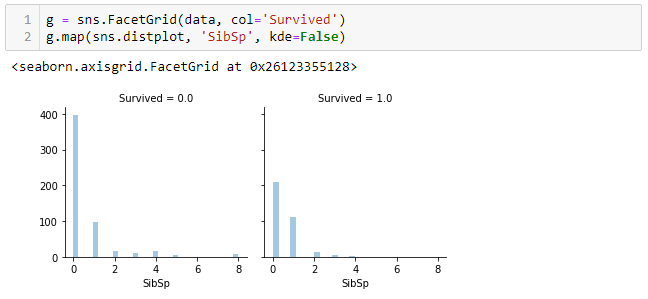 1 g = sns.FacetGrid(data, col='Survived')
2 g.map(sns.distplot, 'SibSp', kde=False)
<seaborn.axisgrid.FacetGrid at 0x26123355128>
Survived = 0.0 Survived = 1.0
400
300
200
100
0
0 2 4 6 8 0 2 4 6 8
SibSp SibSp